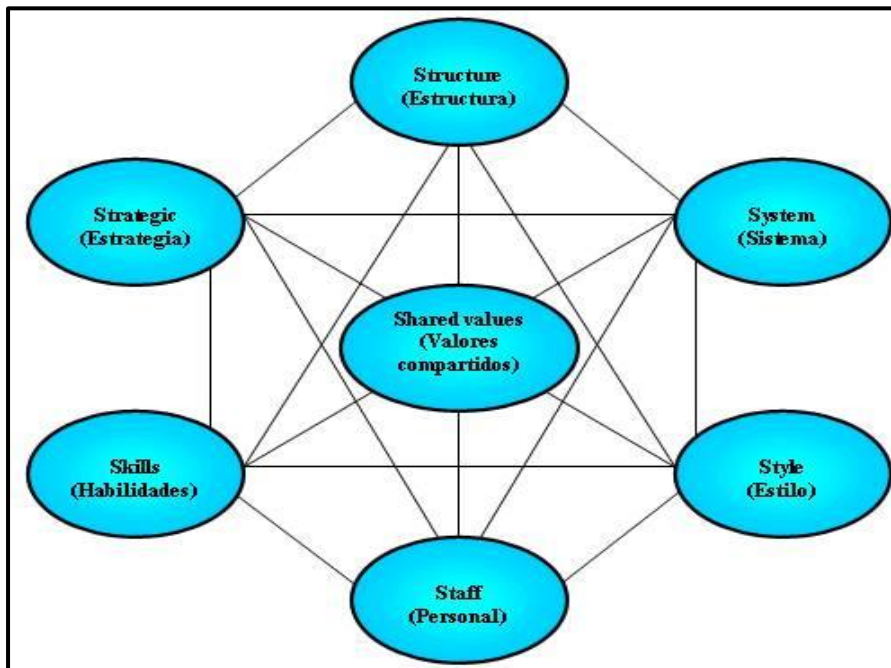 Structure
(Estructura)
Strategic
(Estrategia)
System
(Sistema)
Shared values
(Valores
compartidos)
Skills
(Habilidades)
Style
(Estilo)
Staff
(Personal)